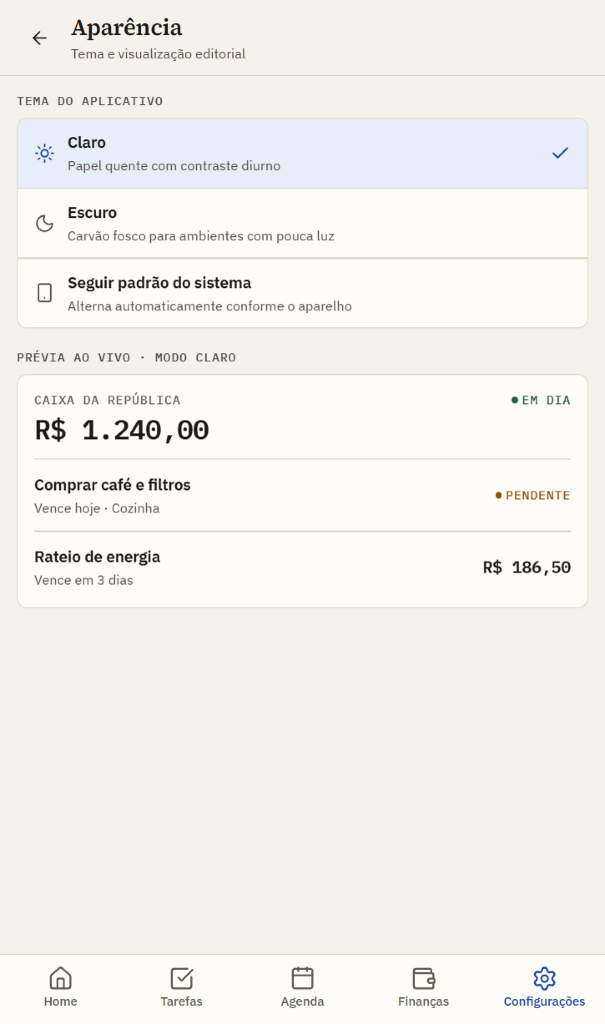 Aparência
Tema e visualização editorial
TEMA DO APLICATIVO
Claro
Papel quente com contraste diurno
Escuro
Carvão fosco para ambientes com pouca luz
Seguir padrão do sistema
Alterna automaticamente conforme o aparelho
PRÉVIA AO VIVO · MODO CLARO
CAIXA DA REPÚBLICA
EM DIA
R$ 1.240,00
Comprar café e filtros
Vence hoje · Cozinha
PENDENTE
Rateio de energia
Vence em 3 dias
R$ 186,50
Home
Tarefas
Agenda
Finanças
Configurações